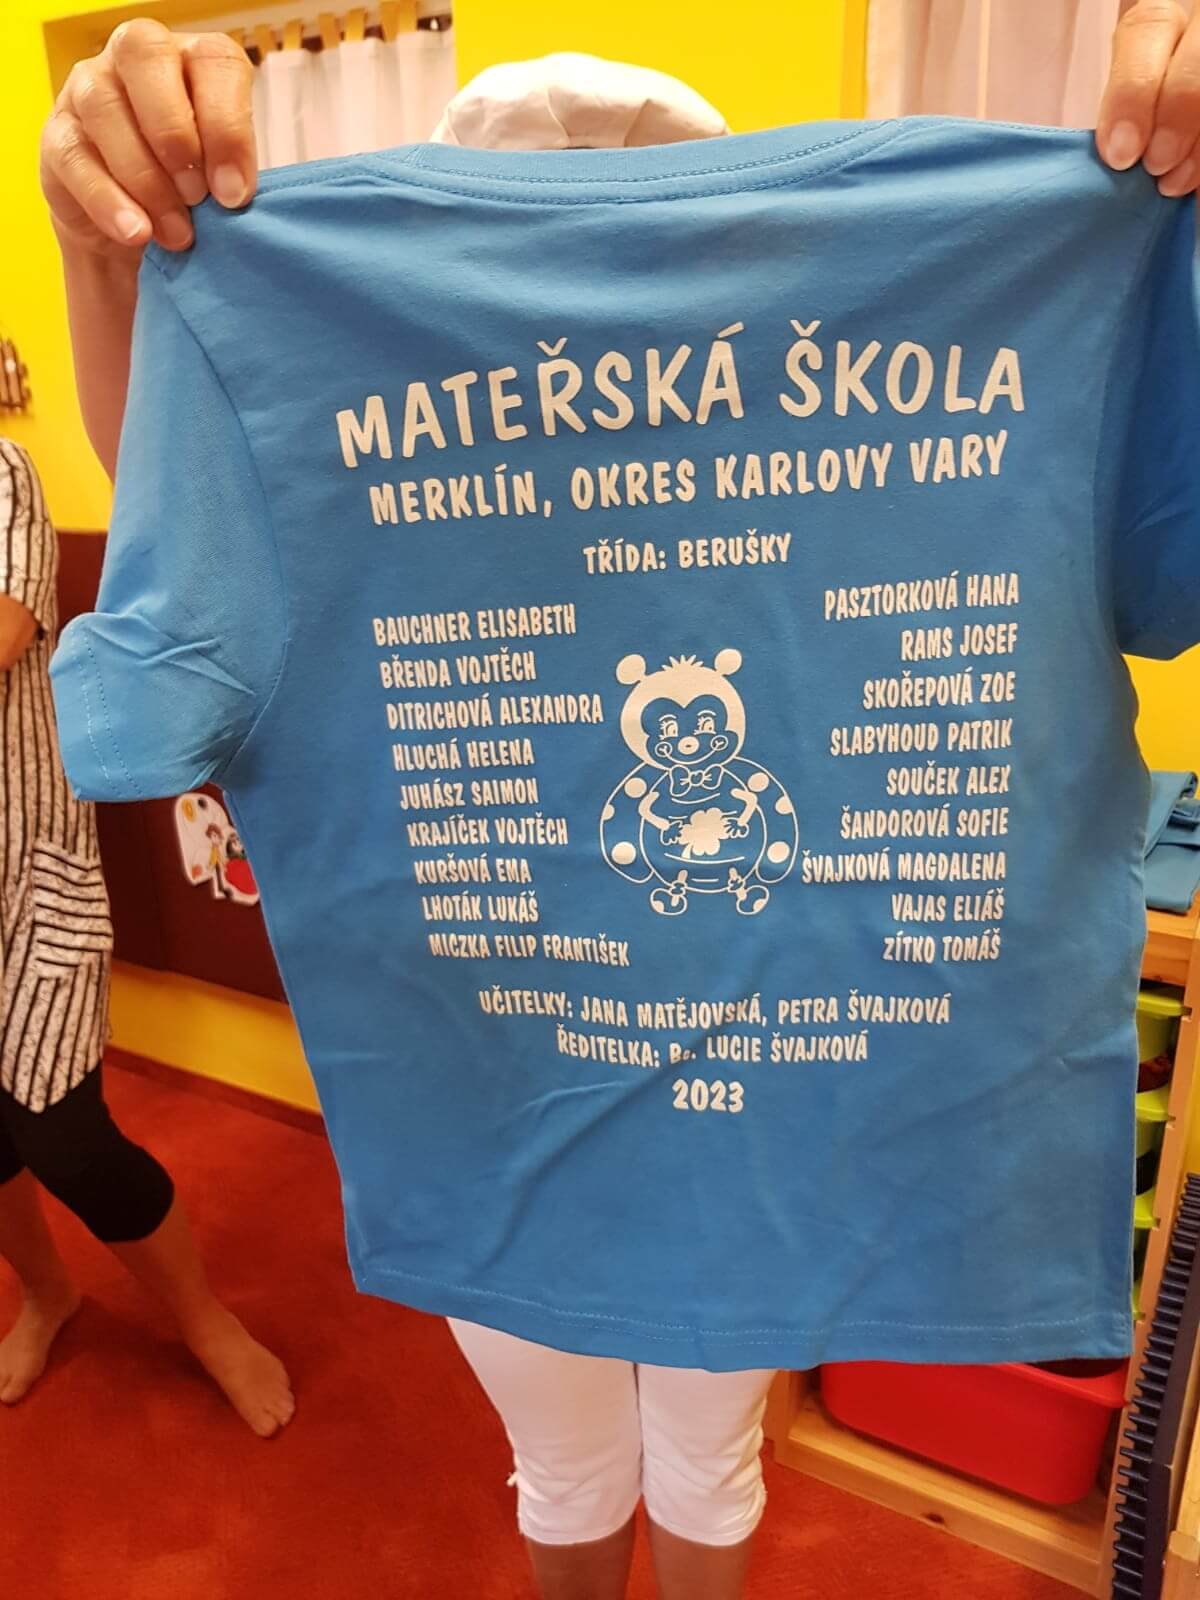 MATEŘSKÁ ŠKOLA
MERKLÍN, OKRES KARLOVY VARY
TŘÍDA: BERUŠKY
BAUCHNER ELISABETH
BŘENDA VOJTĚCH
DITRICHOVÁ ALEXANDRA
HLUCHÁ HELENA
JUHÁSZ SAIMON
KRAJÍČEK VOJTĚCH
KURŠOVÁ EMA
LHOTÁK LUKÁŠ
MICZKA FILIP FRANTIŠEK
PASZTORKOVÁ HANA
RAMS JOSEF
SKOŘEPOVÁ ZOE
SLABYHOUD PATRIK
SOUČEK ALEX
ŠANDOROVÁ SOFIE
ŠVAJKOVÁ MAGDALENA
VAJAS ELIÁŠ
ZÍTKO TOMÁŠ
UČITELKY: JANA MATĚJOVSKÁ, PETRA ŠVAJKOVÁ
ŘEDITELKA: Bc. LUCIE ŠVAJKOVÁ
2023